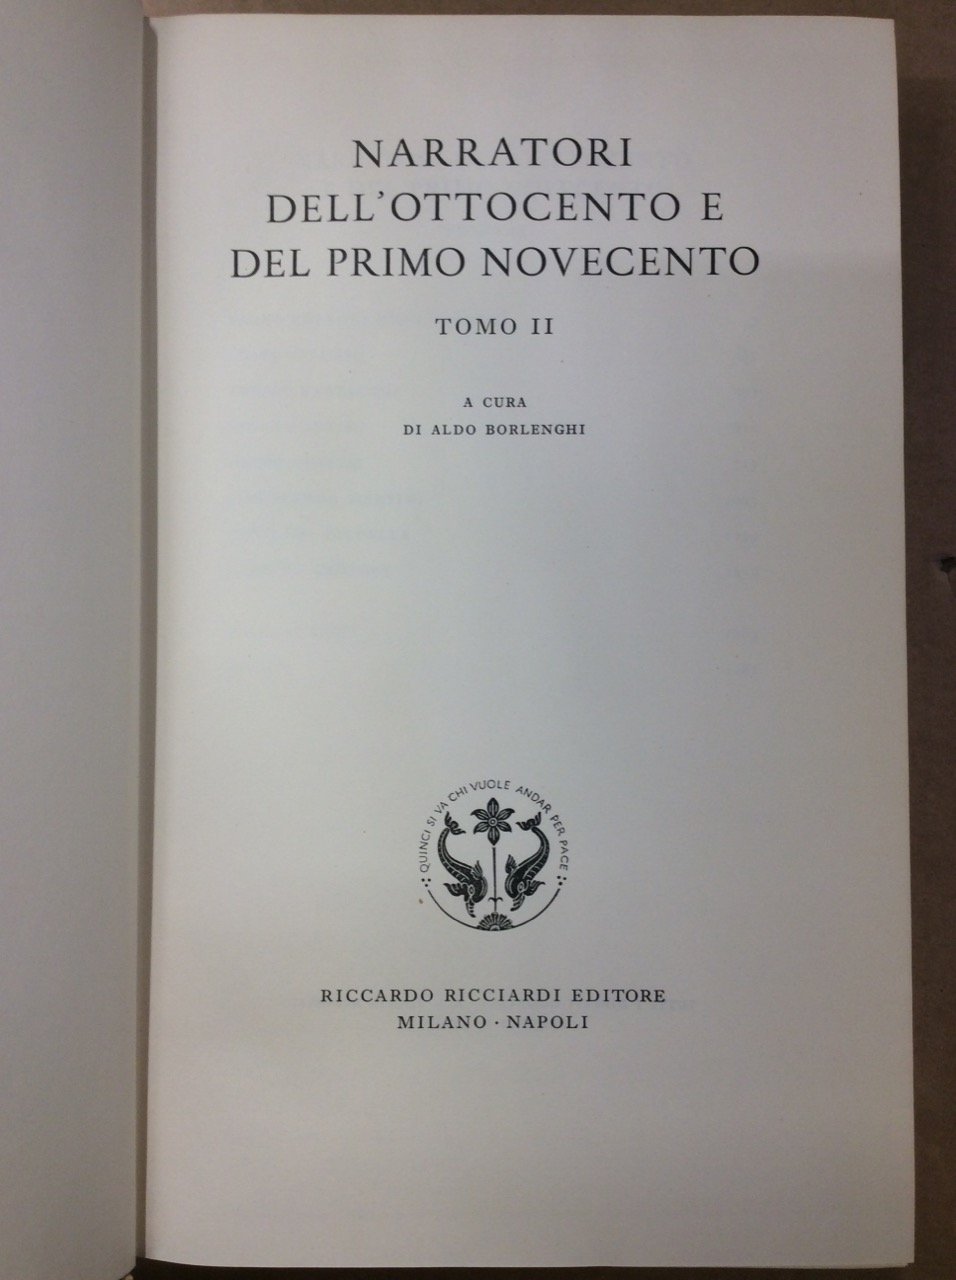 NARRATORI
DELL'OTTOCENTO E
DEL PRIMO NOVECENTO
TOMO II
A CURA
DI ALDO BORLENGHI
QUINCI SI VA CHI VUOLE ANDAR PER PACE
RICCARDO RICCIARDI EDITORE
MILANO · NAPOLI